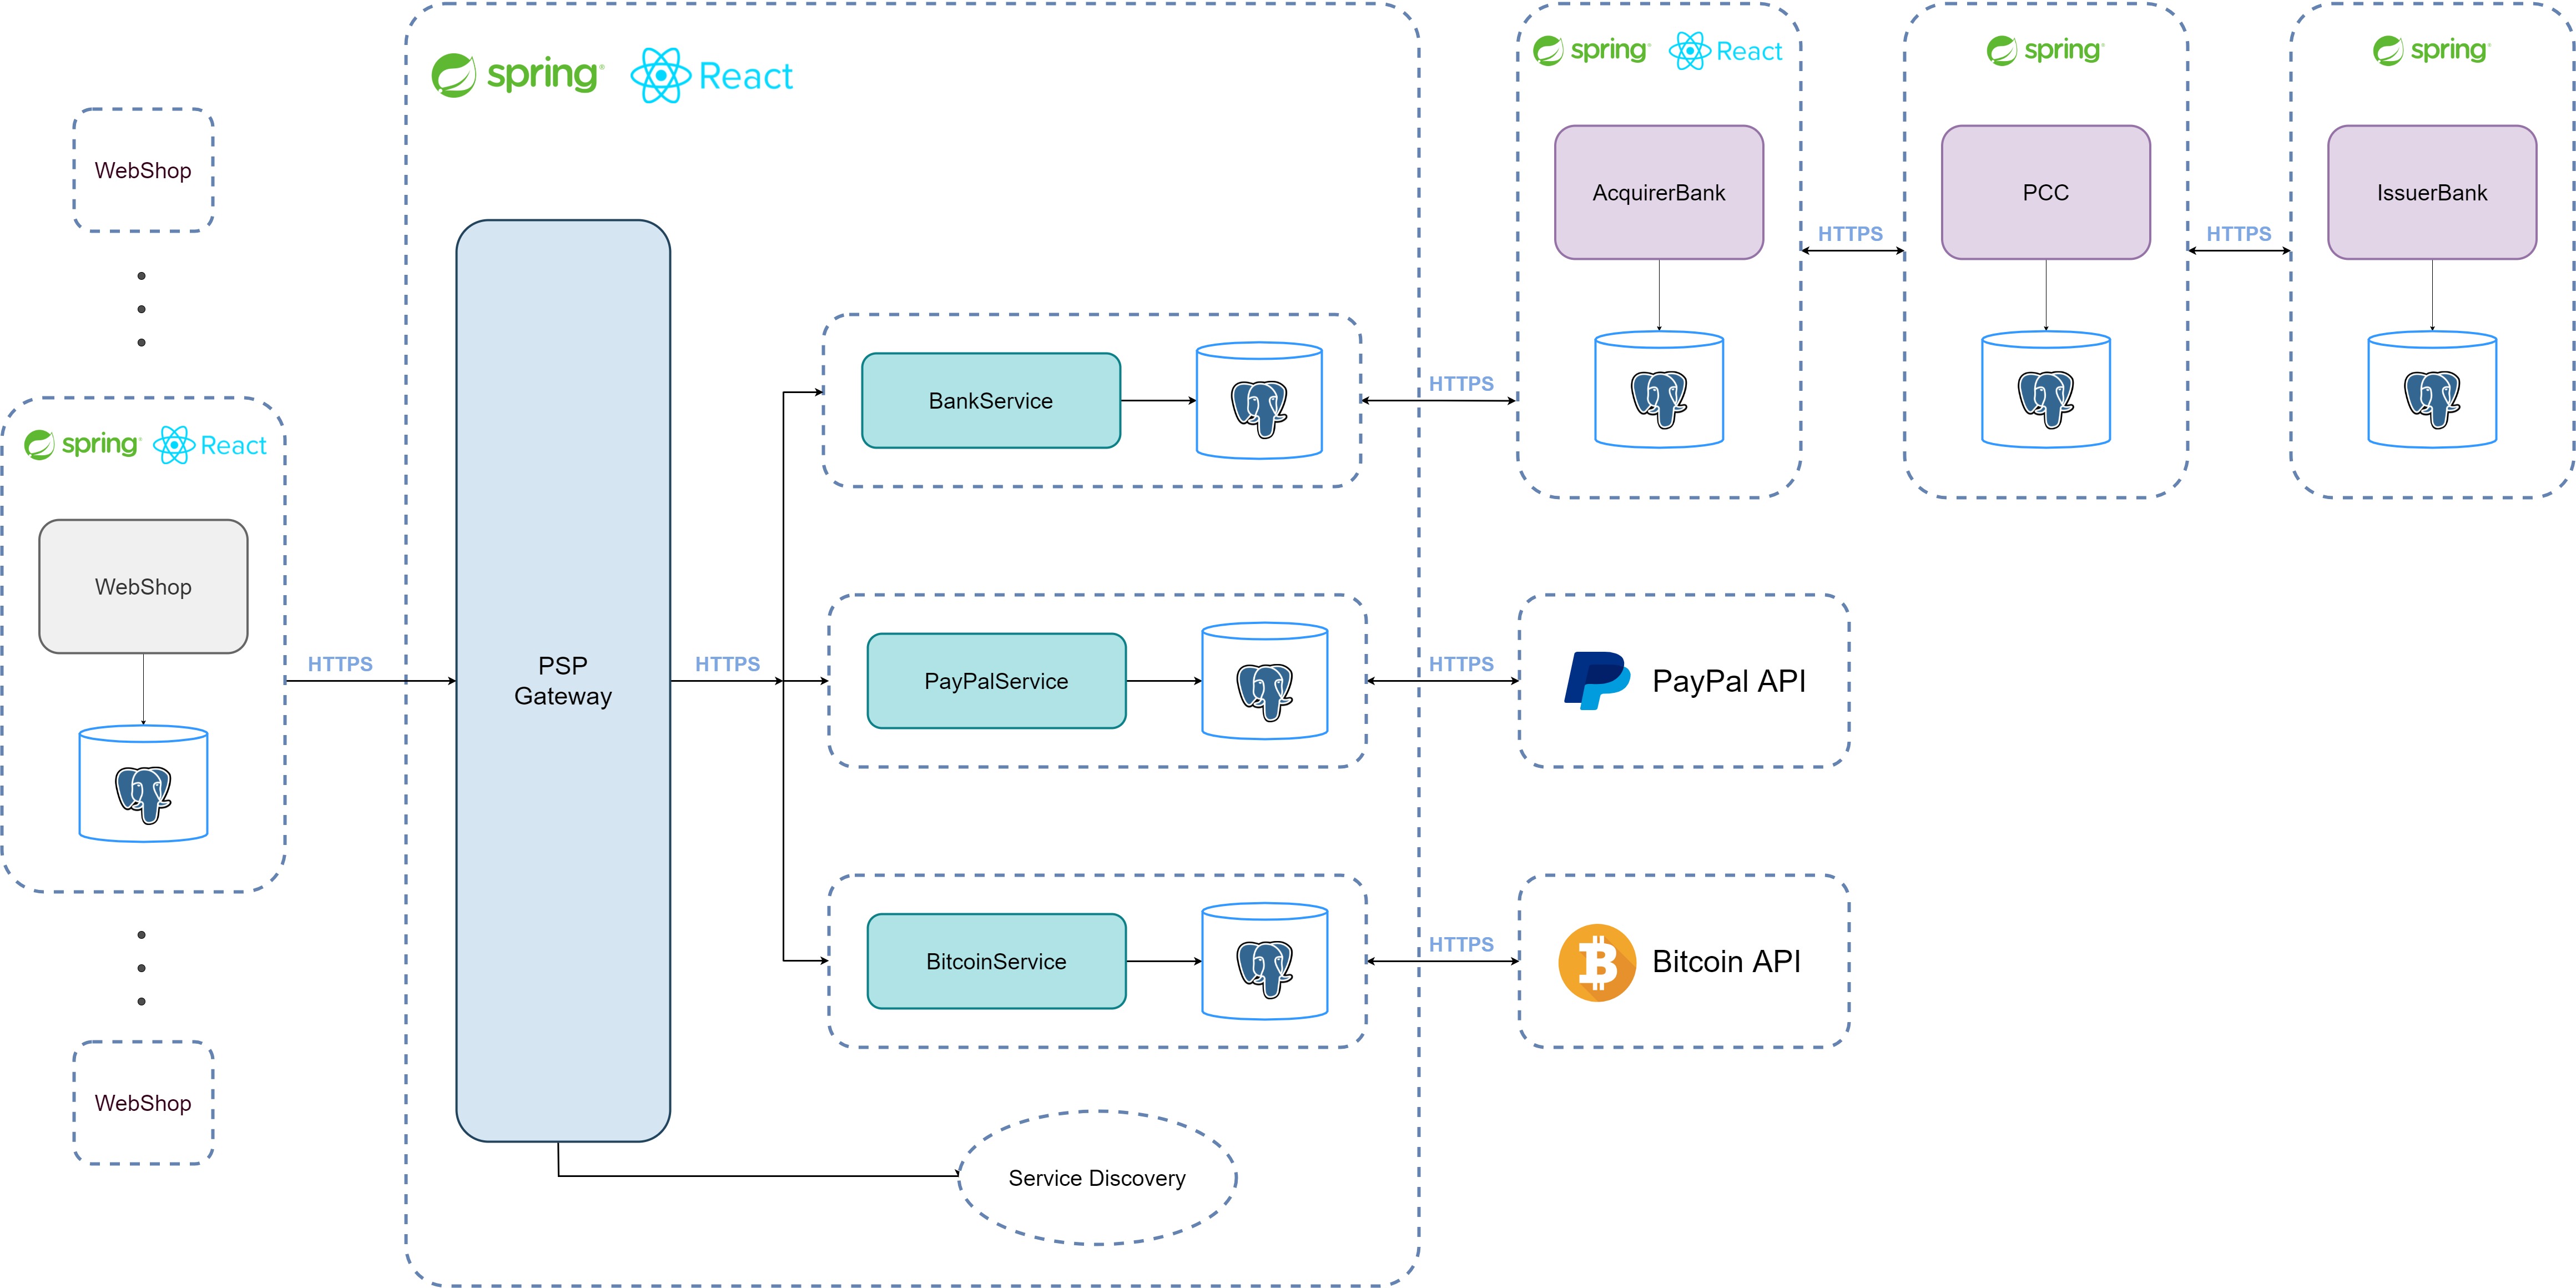 WebShop
spring
React
WebShop
HTTPS
WebShop
spring
React
PSP
Gateway
HTTPS
BankService
PayPalService
BitcoinService
Service Discovery
HTTPS
HTTPS
HTTPS
spring
React
AcquirerBank
HTTPS
spring
PCC
HTTPS
spring
IssuerBank
PayPal API
Bitcoin API